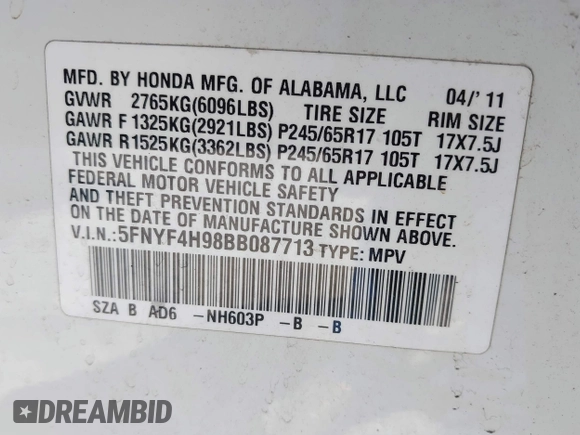 MFD. BY HONDA MFG. OF ALABAMA, LLC 04/' 11
GVWR 2765KG(6096LBS) TIRE SIZE RIM SIZE
GAWR F 1325KG(2921LBS) P245/65R17 105T 17X7.5J
GAWR R1525KG(3362LBS) P245/65R17 105T 17X7.5J
THIS VEHICLE CONFORMS TO ALL APPLICABLE
FEDERAL MOTOR VEHICLE SAFETY
AND THEFT PREVENTION STANDARDS IN EFFECT
ON THE DATE OF MANUFACTURE SHOWN ABOVE.
V.I.N.:5FNYF4H98BB087713 TYPE: MPV
SZA B AD6 -NH603P -B -B
DREAMBID